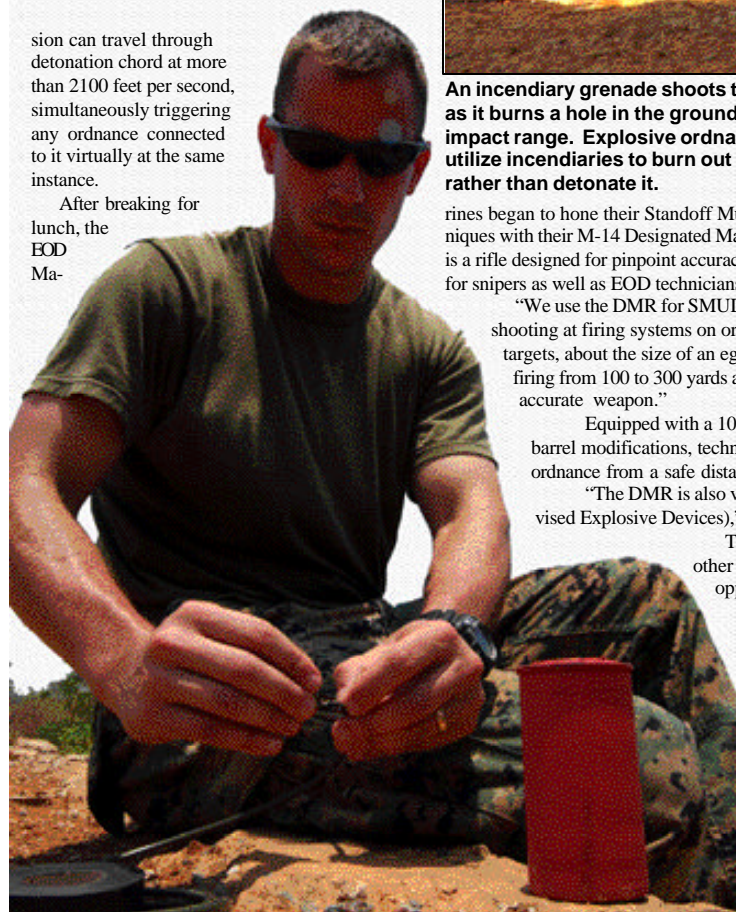 sion can travel through
detonation chord at more
than 2100 feet per second,
simultaneously triggering
any ordnance connected
to it virtually at the same
instance.
After breaking for
lunch, the
EOD
Ma-
An incendiary grenade shoots
as it burns a hole in the ground
impact range. Explosive ordna
utilize incendiaries to burn out
rather than detonate it.
rines began to hone their Standoff Mu
niques with their M-14 Designated Ma
is a rifle designed for pinpoint accurac
for snipers as well as EOD technicians
“We use the DMR for SMUD
shooting at firing systems on or
targets, about the size of an eg
firing from 100 to 300 yards a
accurate weapon.”
Equipped with a 10
barrel modifications, techn
ordnance from a safe dista
“The DMR is also v
vised Explosive Devices),
T
other
opp